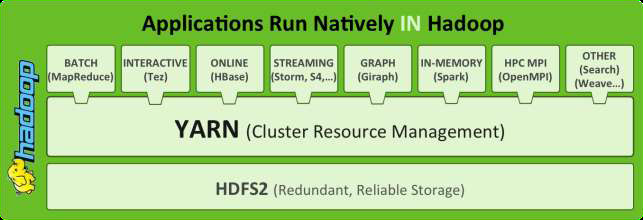 Applications Run Natively IN Hadoop
hadoop
BATCH
(MapReduce)
INTERACTIVE
(Tez)
ONLINE
(HBase)
STREAMING
(Storm, S4,...)
GRAPH
(Giraph)
IN-MEMORY
(Spark)
HPC MPI
(OpenMPI)
OTHER
(Search)
(Weave...)
YARN (Cluster Resource Management)
HDFS2 (Redundant, Reliable Storage)